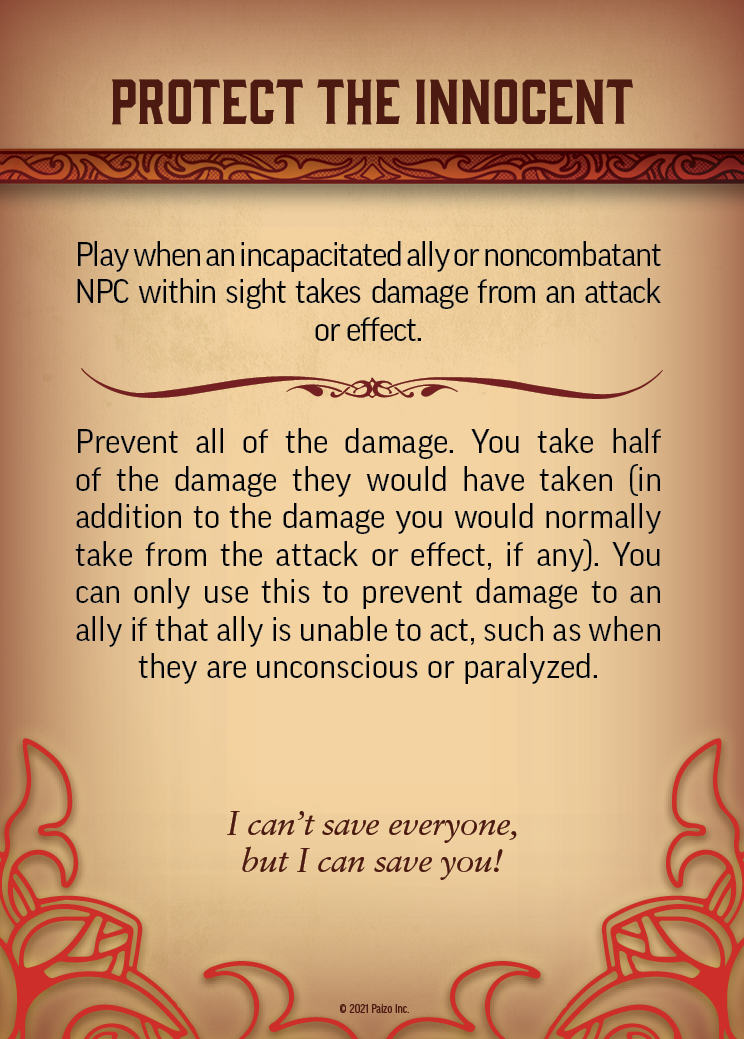 PROTECT THE INNOCENT
Play when an incapacitated ally or noncombatant
NPC within sight takes damage from an attack
or effect.
Prevent all of the damage. You take half
of the damage they would have taken (in
addition to the damage you would normally
take from the attack or effect, if any). You
can only use this to prevent damage to an
ally if that ally is unable to act, such as when
they are unconscious or paralyzed.
I can’t save everyone,
but I can save you!
© 2021 Paizo Inc.